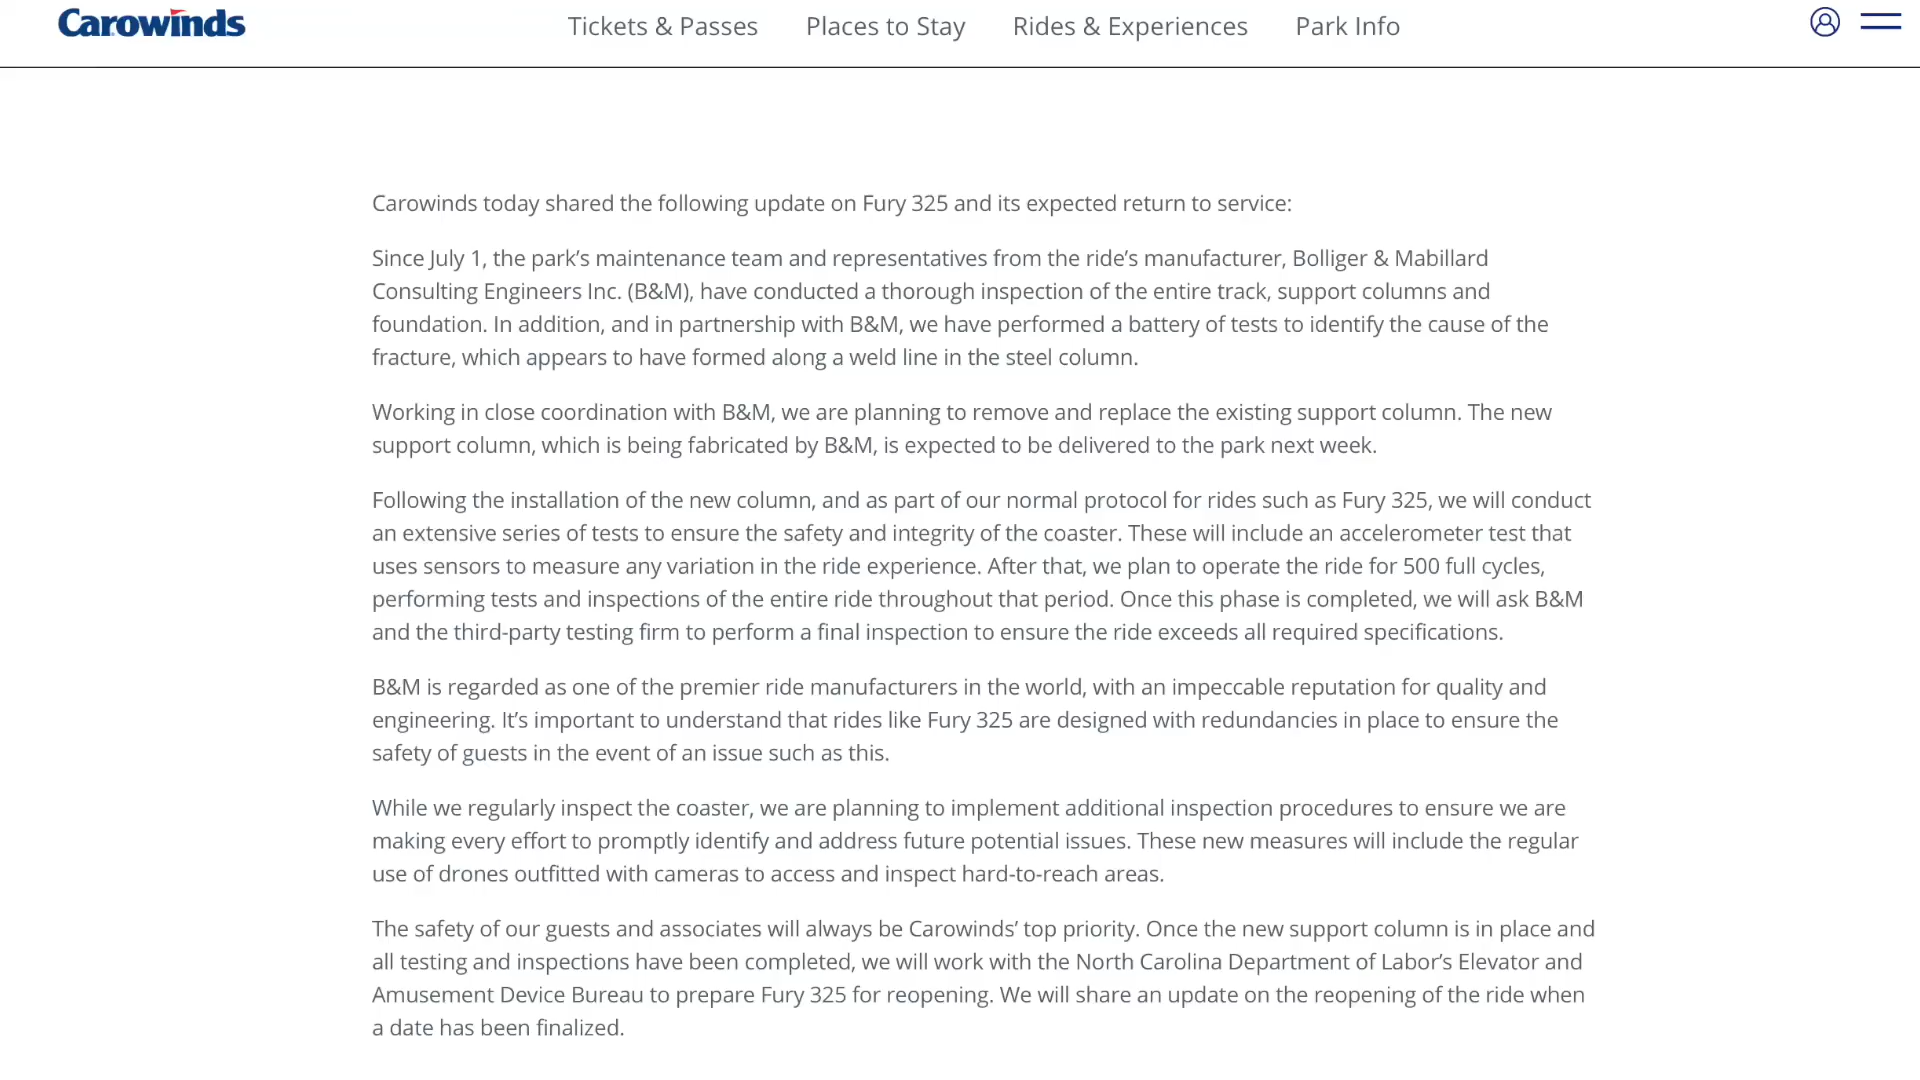 Carowinds
Tickets & Passes
Places to Stay
Rides & Experiences
Park Info
Carowinds today shared the following update on Fury 325 and its expected return to service:
Since July 1, the park’s maintenance team and representatives from the ride’s manufacturer, Bolliger & Mabillard
Consulting Engineers Inc. (B&M), have conducted a thorough inspection of the entire track, support columns and
foundation. In addition, and in partnership with B&M, we have performed a battery of tests to identify the cause of the
fracture, which appears to have formed along a weld line in the steel column.
Working in close coordination with B&M, we are planning to remove and replace the existing support column. The new
support column, which is being fabricated by B&M, is expected to be delivered to the park next week.
Following the installation of the new column, and as part of our normal protocol for rides such as Fury 325, we will conduct
an extensive series of tests to ensure the safety and integrity of the coaster. These will include an accelerometer test that
uses sensors to measure any variation in the ride experience. After that, we plan to operate the ride for 500 full cycles,
performing tests and inspections of the entire ride throughout that period. Once this phase is completed, we will ask B&M
and the third-party testing firm to perform a final inspection to ensure the ride exceeds all required specifications.
B&M is regarded as one of the premier ride manufacturers in the world, with an impeccable reputation for quality and
engineering. It’s important to understand that rides like Fury 325 are designed with redundancies in place to ensure the
safety of guests in the event of an issue such as this.
While we regularly inspect the coaster, we are planning to implement additional inspection procedures to ensure we are
making every effort to promptly identify and address future potential issues. These new measures will include the regular
use of drones outfitted with cameras to access and inspect hard-to-reach areas.
The safety of our guests and associates will always be Carowinds’ top priority. Once the new support column is in place and
all testing and inspections have been completed, we will work with the North Carolina Department of Labor’s Elevator and
Amusement Device Bureau to prepare Fury 325 for reopening. We will share an update on the reopening of the ride when
a date has been finalized.